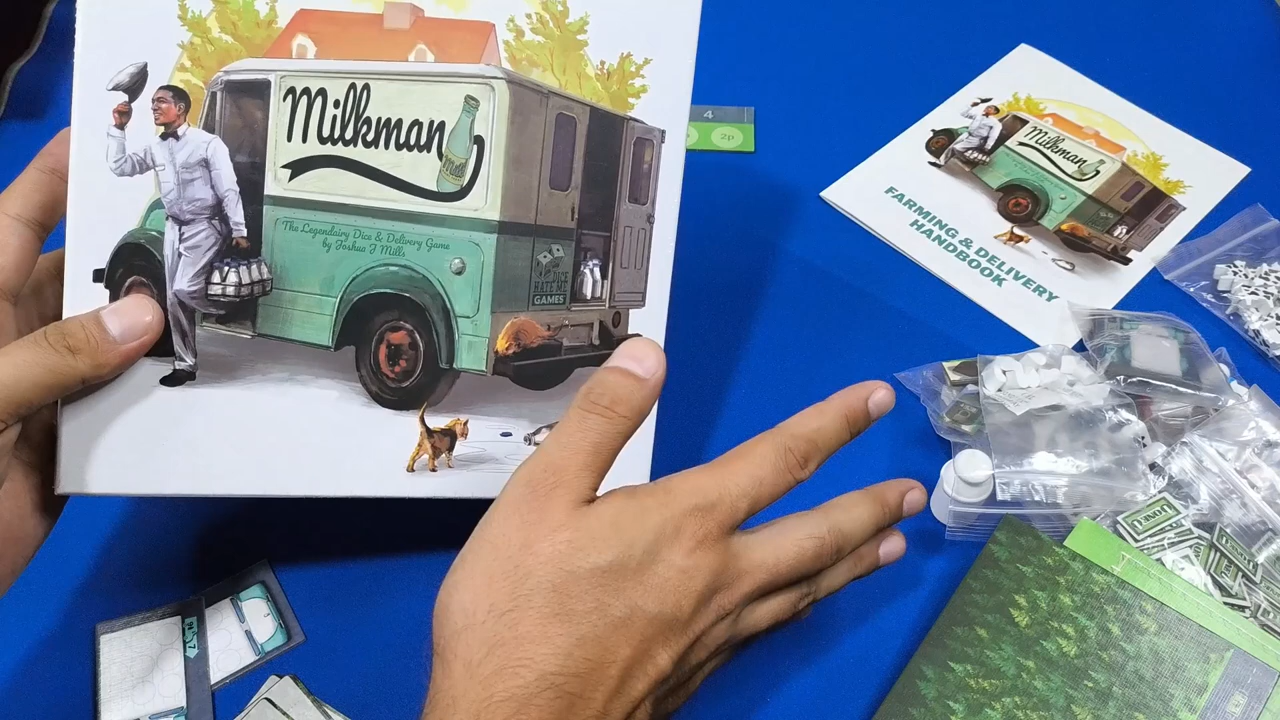 Milkman
The Legendairy Dice & Delivery Game
by Joshua J Mills
DICE
HATE ME
GAMES
4
2P
Milkman
FARMING & DELIVERY
HANDBOOK